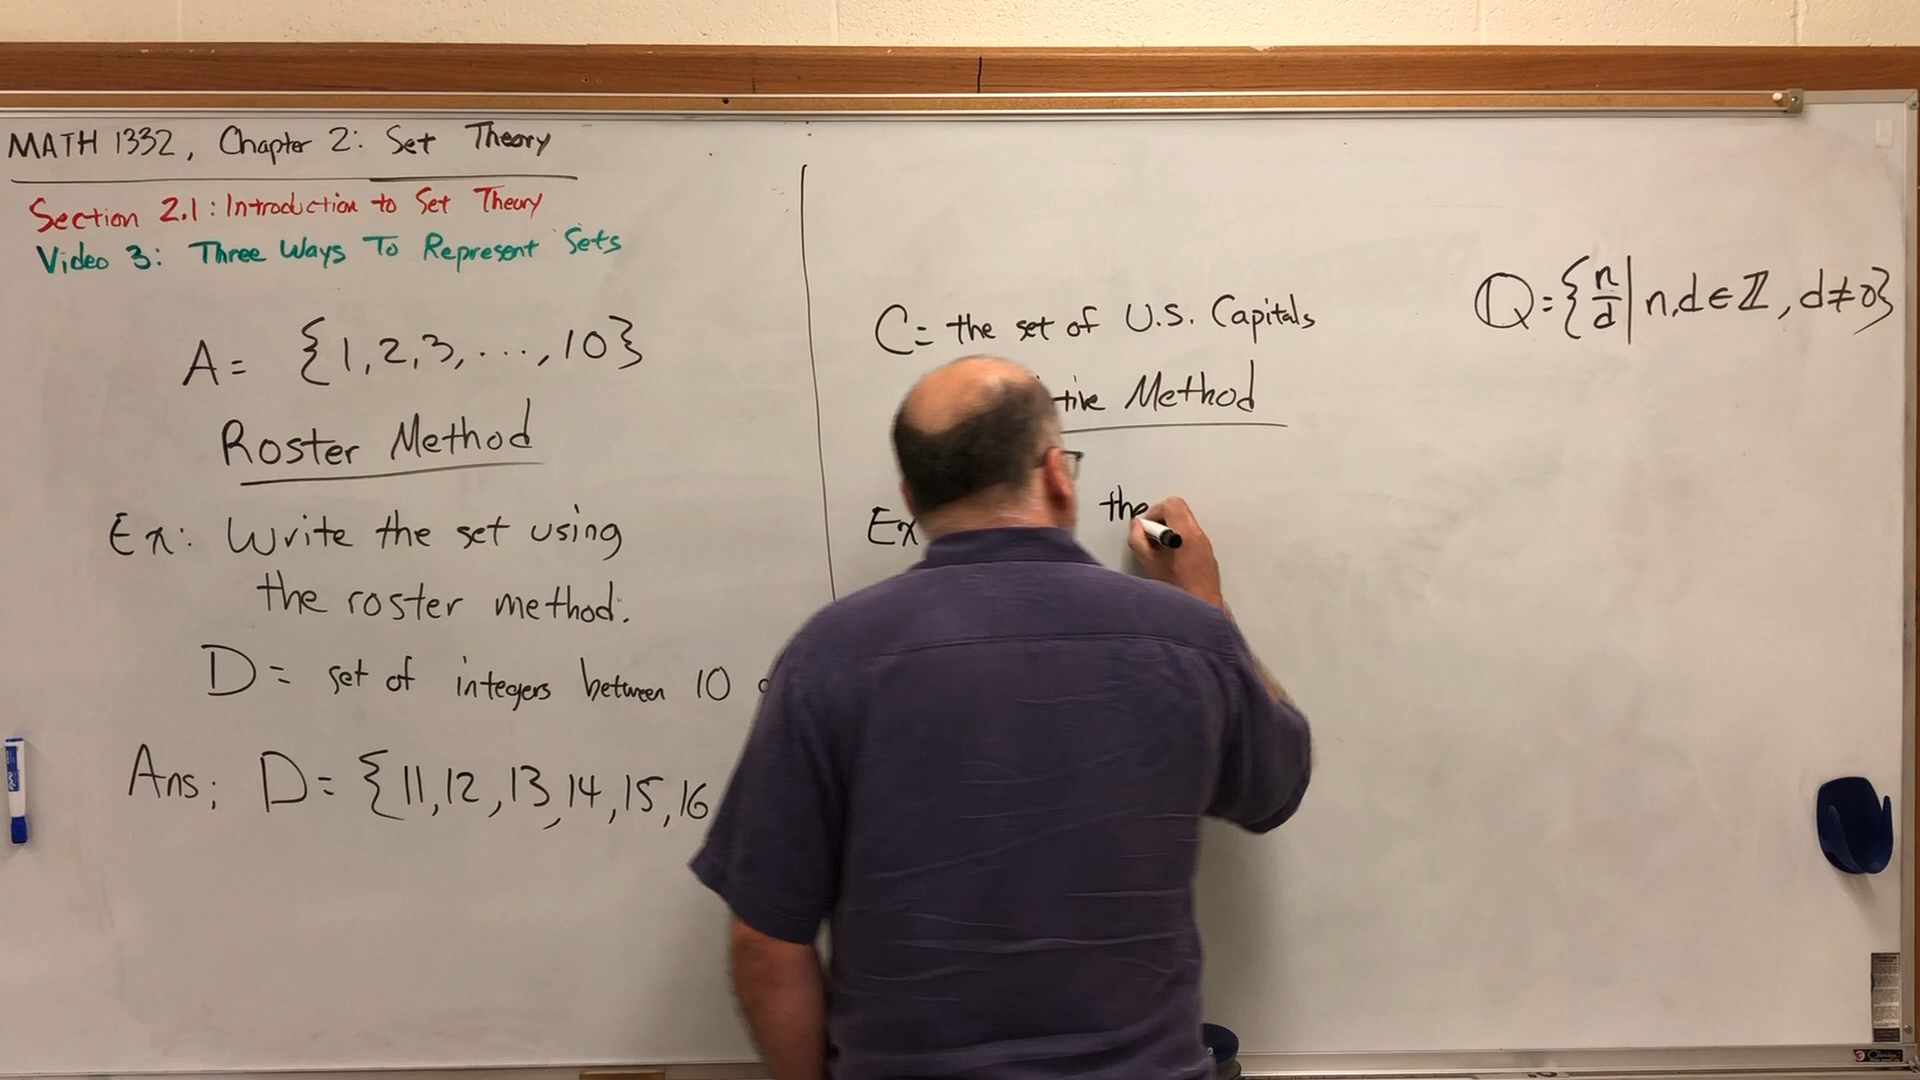 MATH 1332, Chapter 2: Set Theory
Section 2.1: Introduction to Set Theory
Video 3: Three Ways To Represent Sets
A = {1,2,3,...,10}
Roster Method
Ex: Write the set using
the roster method.
D = set of integers between 10
Ans: D = {11,12,13,14,15,16
C = the set of U.S. Capitals
tive Method
Ex
the
ℚ = {n/d | n,d ∈ ℤ, d ≠ 0}